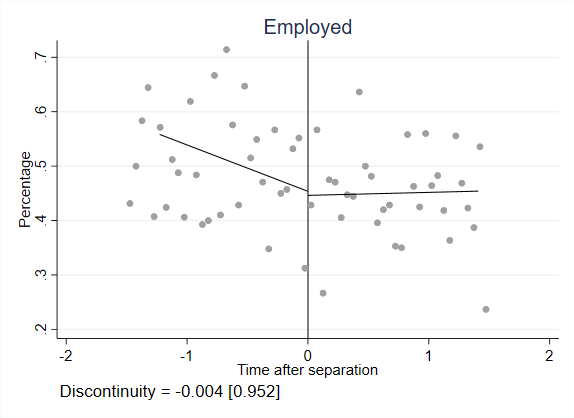 Employed
Percentage
.7
.6
.5
.4
.3
.2
-2 -1 0 1 2
Time after separation
Discontinuity = -0.004 [0.952]